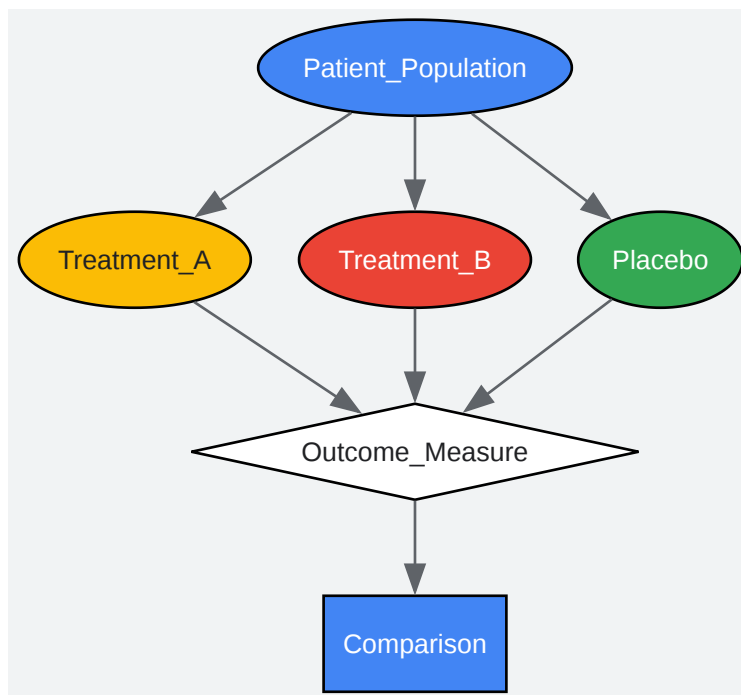 Patient_Population
Treatment_A
Treatment_B
Placebo
Outcome_Measure
Comparison